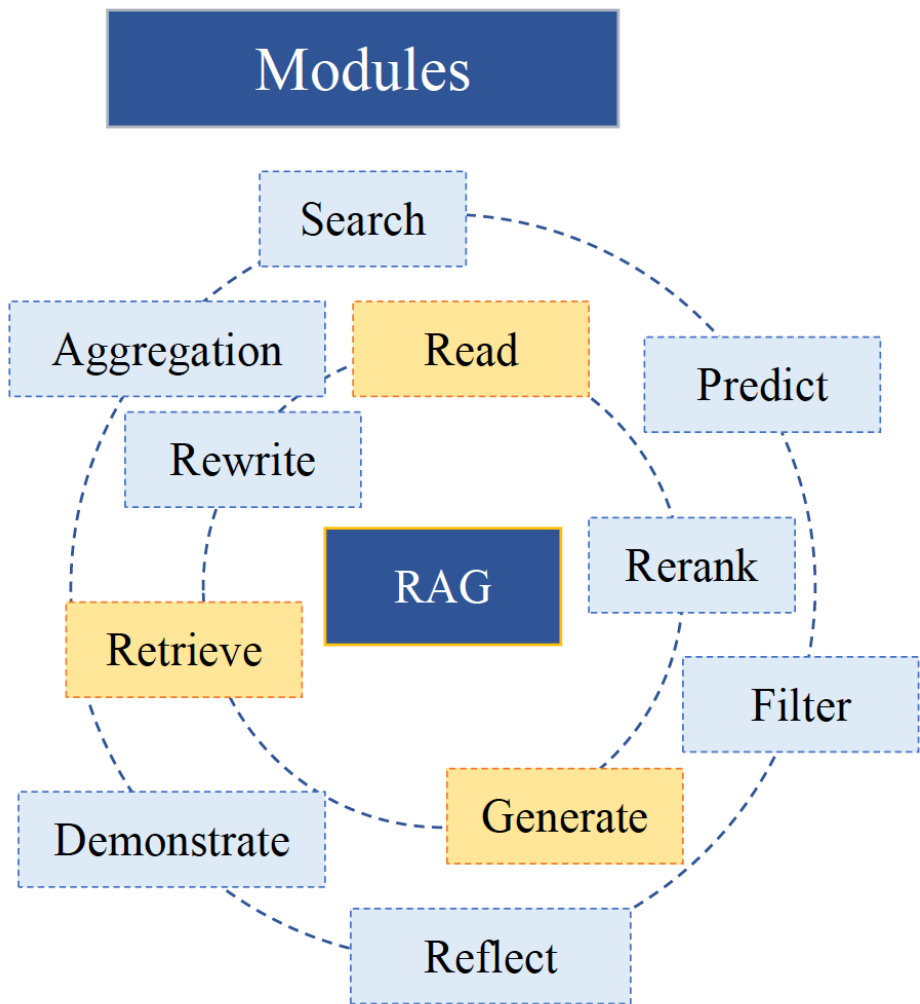 Modules
Search
Aggregation
Read
Predict
Rewrite
Rerank
RAG
Retrieve
Filter
Generate
Demonstrate
Reflect